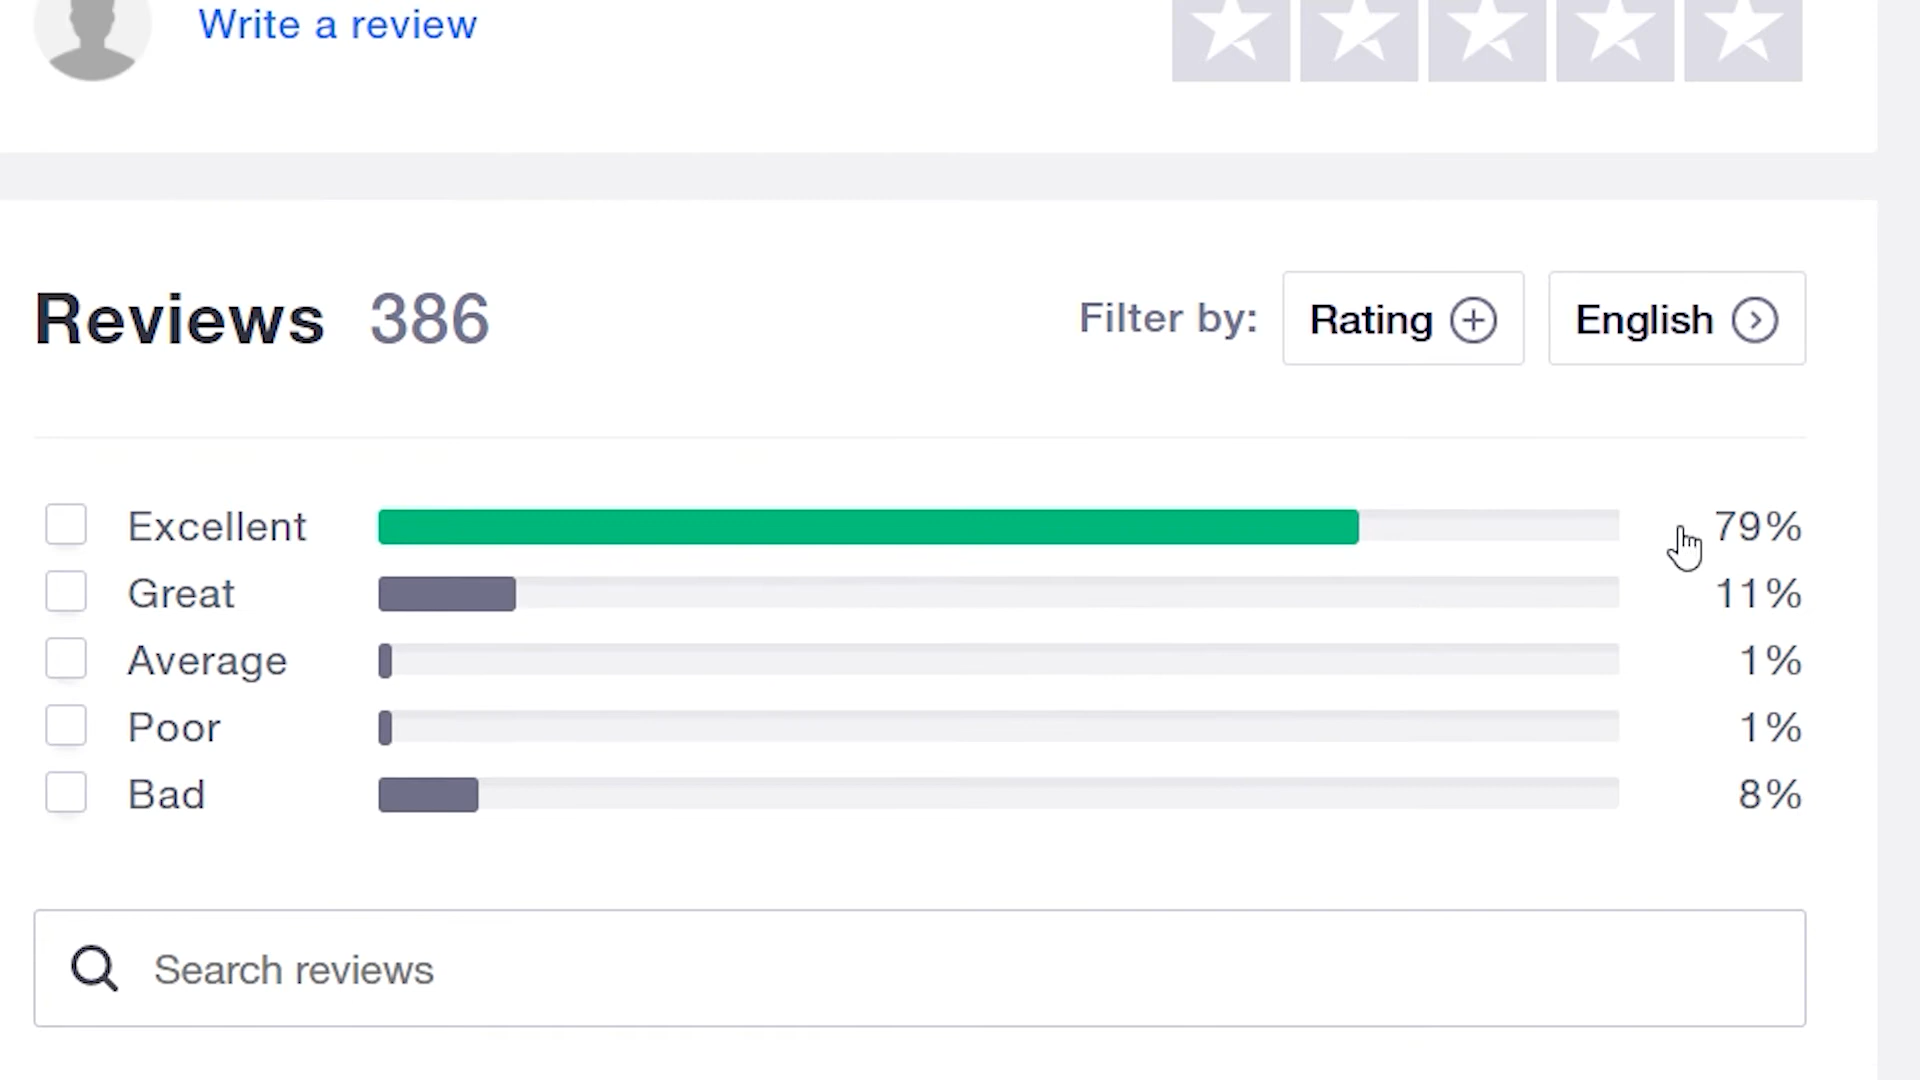 Write a review
Reviews 386
Filter by: Rating English
Excellent 79%
Great 11%
Average 1%
Poor 1%
Bad 8%
Search reviews